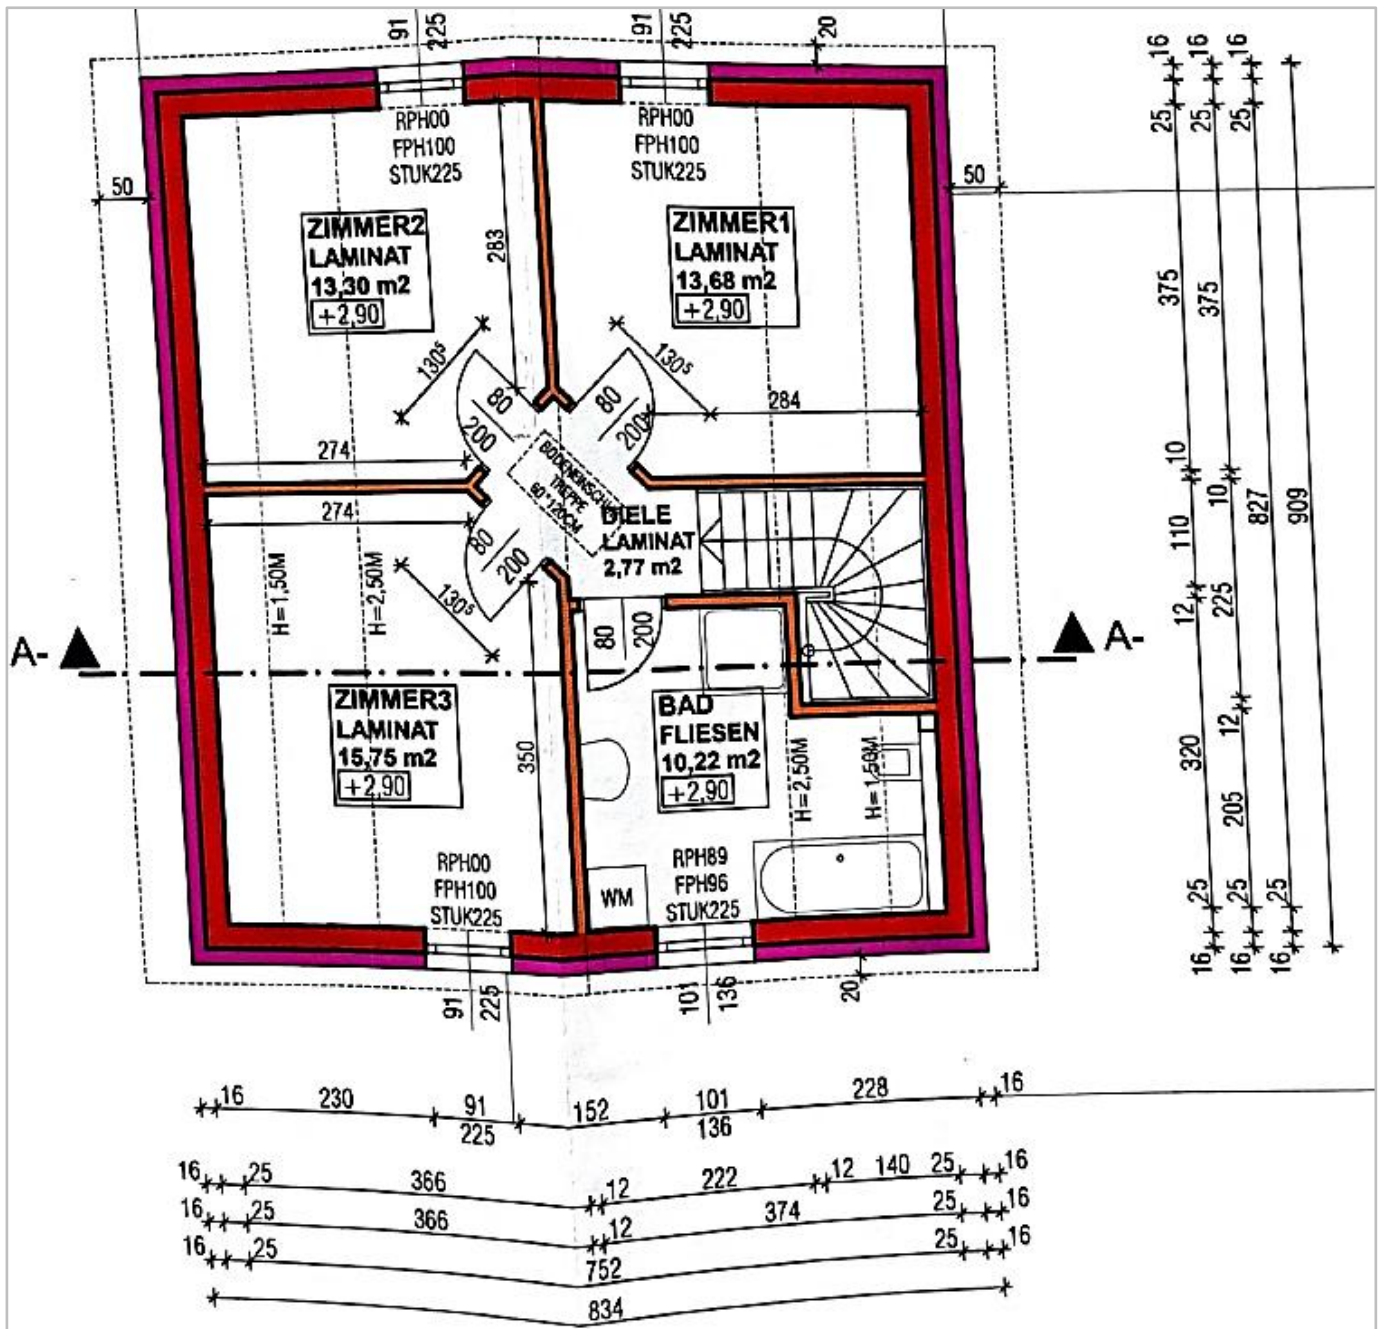 91
225
91
225
20
16
16
16
25
25
25
50
50
RPH00
FPH100
STUK225
RPH00
FPH100
STUK225
ZIMMER2
LAMINAT
13,30 m2
+2,90
283
ZIMMER1
LAMINAT
13,68 m2
+2,90
375
375
130⁵
130⁵
80
200
80
200
284
274
274
10
10
827
909
BODENEINSCHUB
TREPPE
60*120CM
DIELE
LAMINAT
2,77 m2
80
200
110
H=1,50M
H=2,50M
130⁵
12
225
80
200
A-
A-
ZIMMER3
LAMINAT
15,75 m2
+2,90
350
BAD
FLIESEN
10,22 m2
+2,90
H=2,50M
H=1,50M
320
12
205
RPH00
FPH100
STUK225
WM
RPH89
FPH96
STUK225
25
25
25
16
16
16
91
225
101
136
20
16
230
91
225
152
101
136
228
16
16
25
366
12
222
12
140
25
16
16
25
366
12
374
25
16
16
25
752
25
16
834